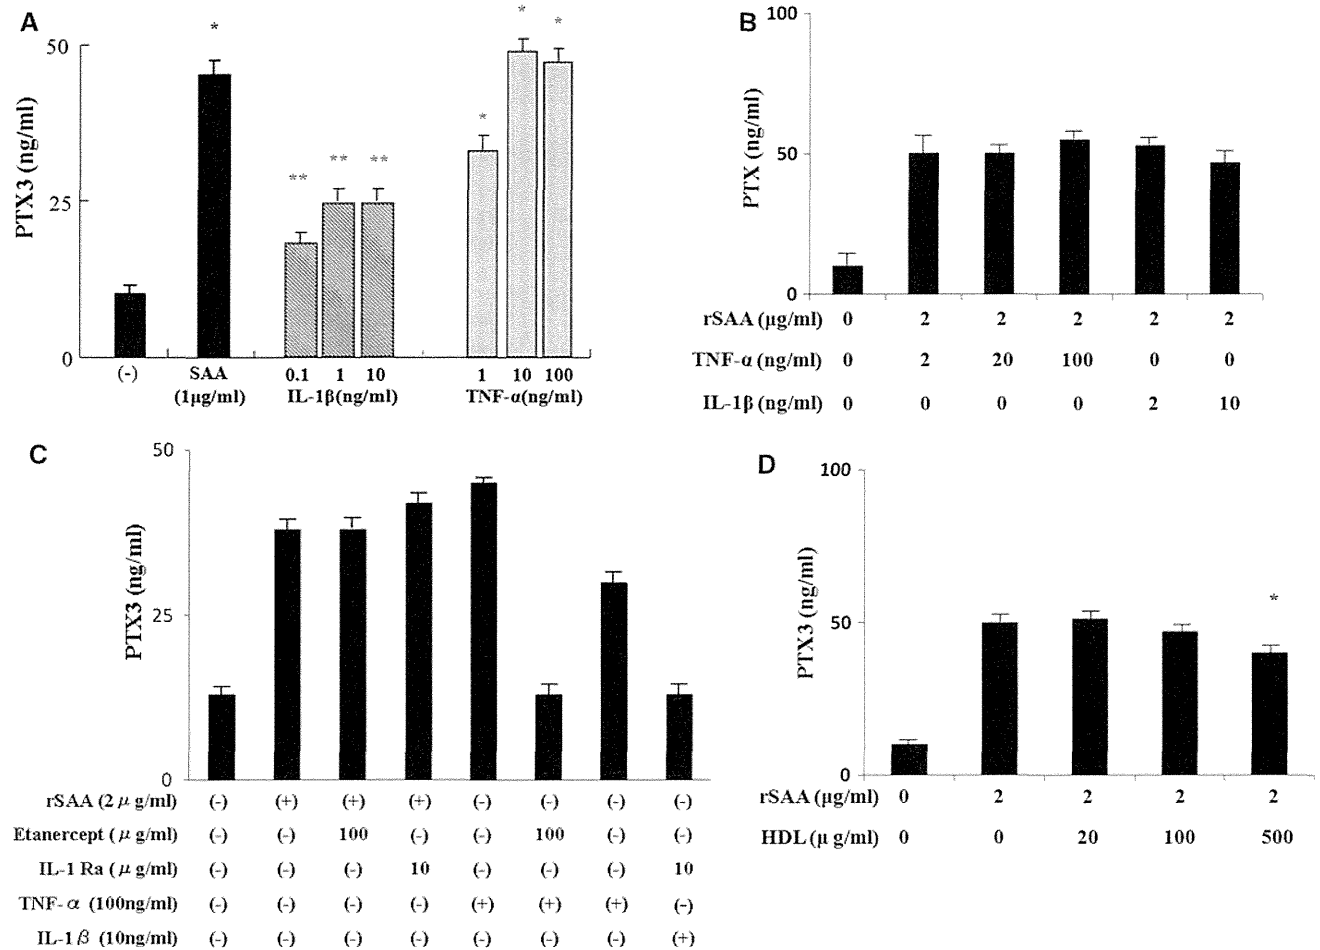 A
*
50
PTX3 (ng/ml)
25
0
**
**
**
*
*
*
(-) SAA 0.1 1 10 1 10 100
(1μg/ml) IL-1β(ng/ml) TNF-α(ng/ml)
B
100
PTX (ng/ml)
50
0
rSAA (μg/ml) 0 2 2 2 2 2
TNF-α (ng/ml) 0 2 20 100 0 0
IL-1β (ng/ml) 0 0 0 0 2 10
C
50
PTX3 (ng/ml)
25
0
rSAA (2 μ g/ml) (-) (+) (+) (+) (-) (-) (-) (-)
Etanercept (μ g/ml) (-) (-) 100 (-) (-) 100 (-) (-)
IL-1 Ra (μ g/ml) (-) (-) (-) 10 (-) (-) (-) 10
TNF-α (100ng/ml) (-) (-) (-) (-) (+) (+) (+) (-)
IL-1β (10ng/ml) (-) (-) (-) (-) (-) (-) (-) (+)
D
100
PTX3 (ng/ml)
50
0
*
rSAA (μg/ml) 0 2 2 2 2
HDL (μ g/ml) 0 0 20 100 500